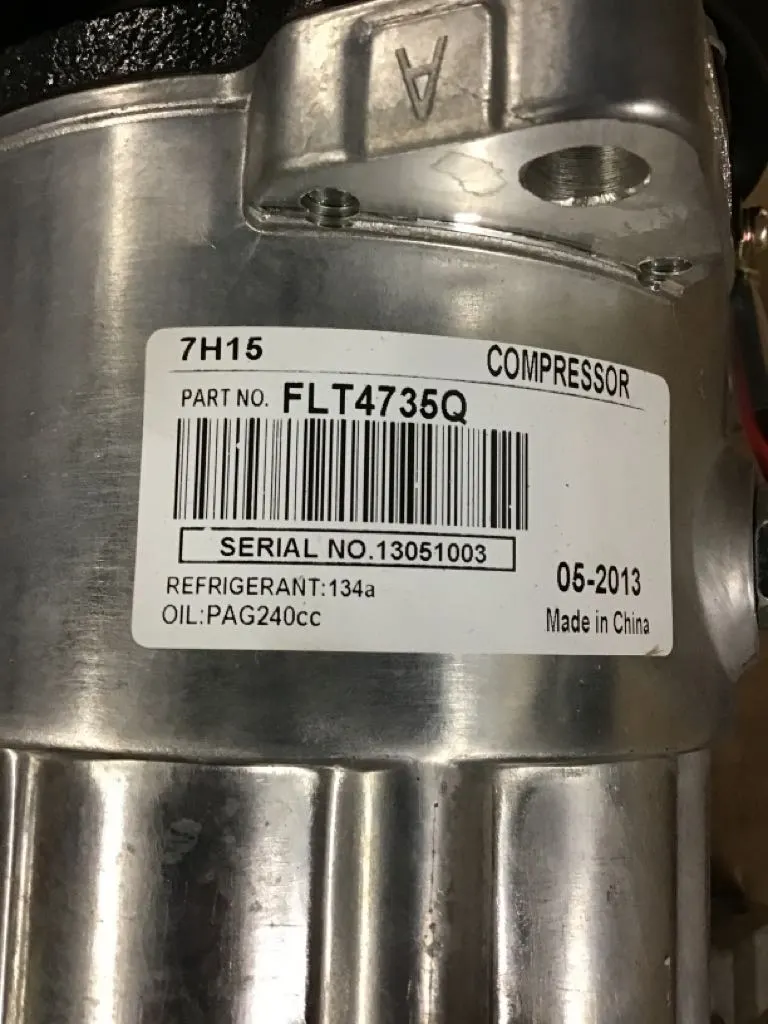 A
7H15 COMPRESSOR
PART NO. FLT4735Q
SERIAL NO.13051003
REFRIGERANT:134a
OIL:PAG240cc
05-2013
Made in China